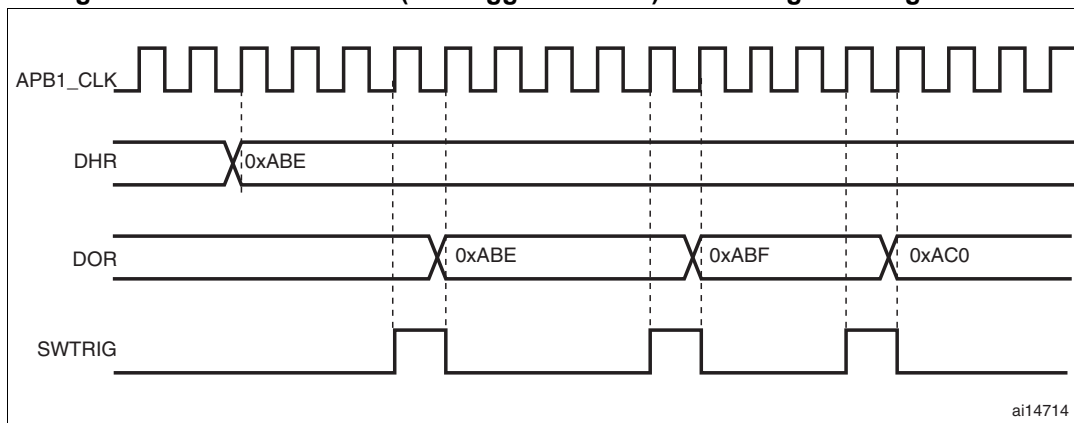 APB1_CLK
DHR
0xABE
DOR
0xABE
0xABF
0xAC0
SWTRIG
ai14714